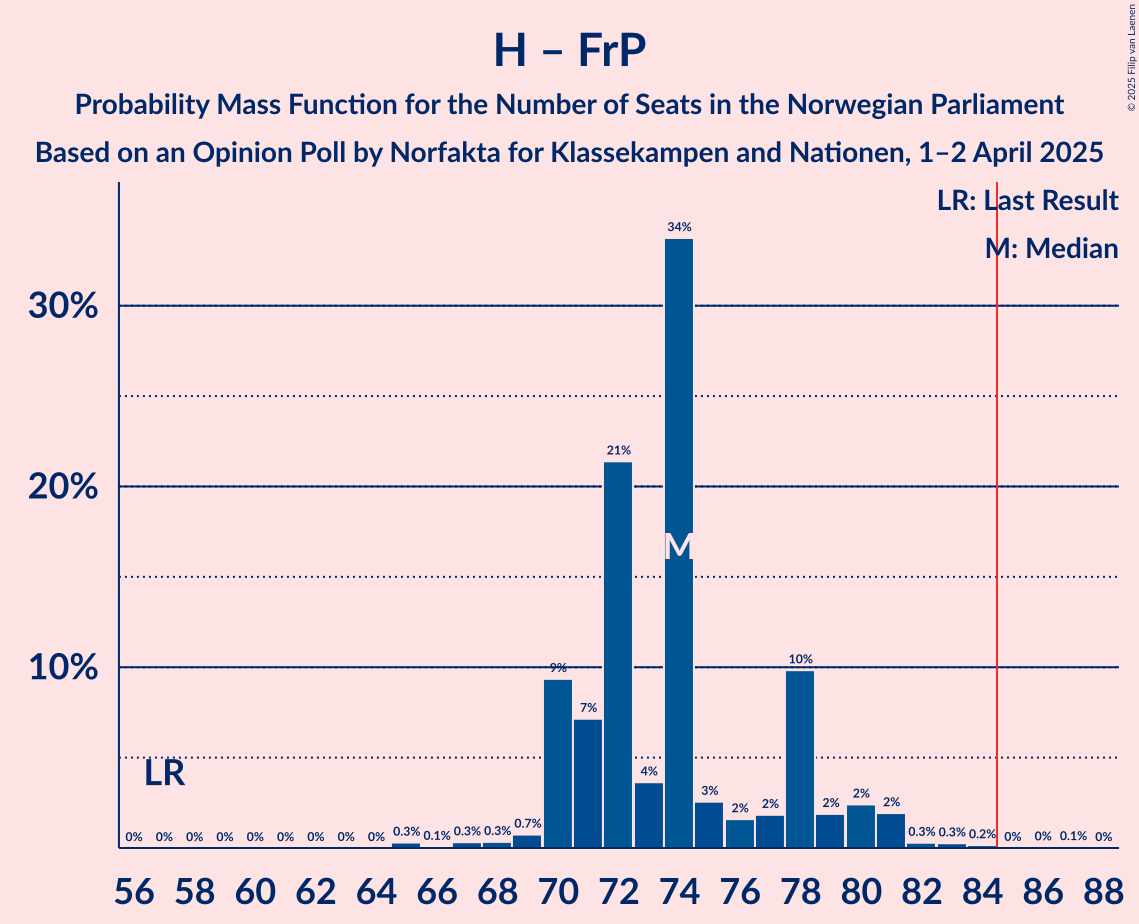 H – FrP
Probability Mass Function for the Number of Seats in the Norwegian Parliament
Based on an Opinion Poll by Norfakta for Klassekampen and Nationen, 1–2 April 2025
© 2025 Filip van Laenen
LR: Last Result
M: Median
30%
20%
10%
LR
M
0% 0% 0% 0% 0% 0% 0% 0% 0% 0.3% 0.1% 0.3% 0.3% 0.7% 9% 7% 21% 4% 34% 3% 2% 2% 10% 2% 2% 2% 0.3% 0.3% 0.2% 0% 0% 0.1% 0%
56 58 60 62 64 66 68 70 72 74 76 78 80 82 84 86 88